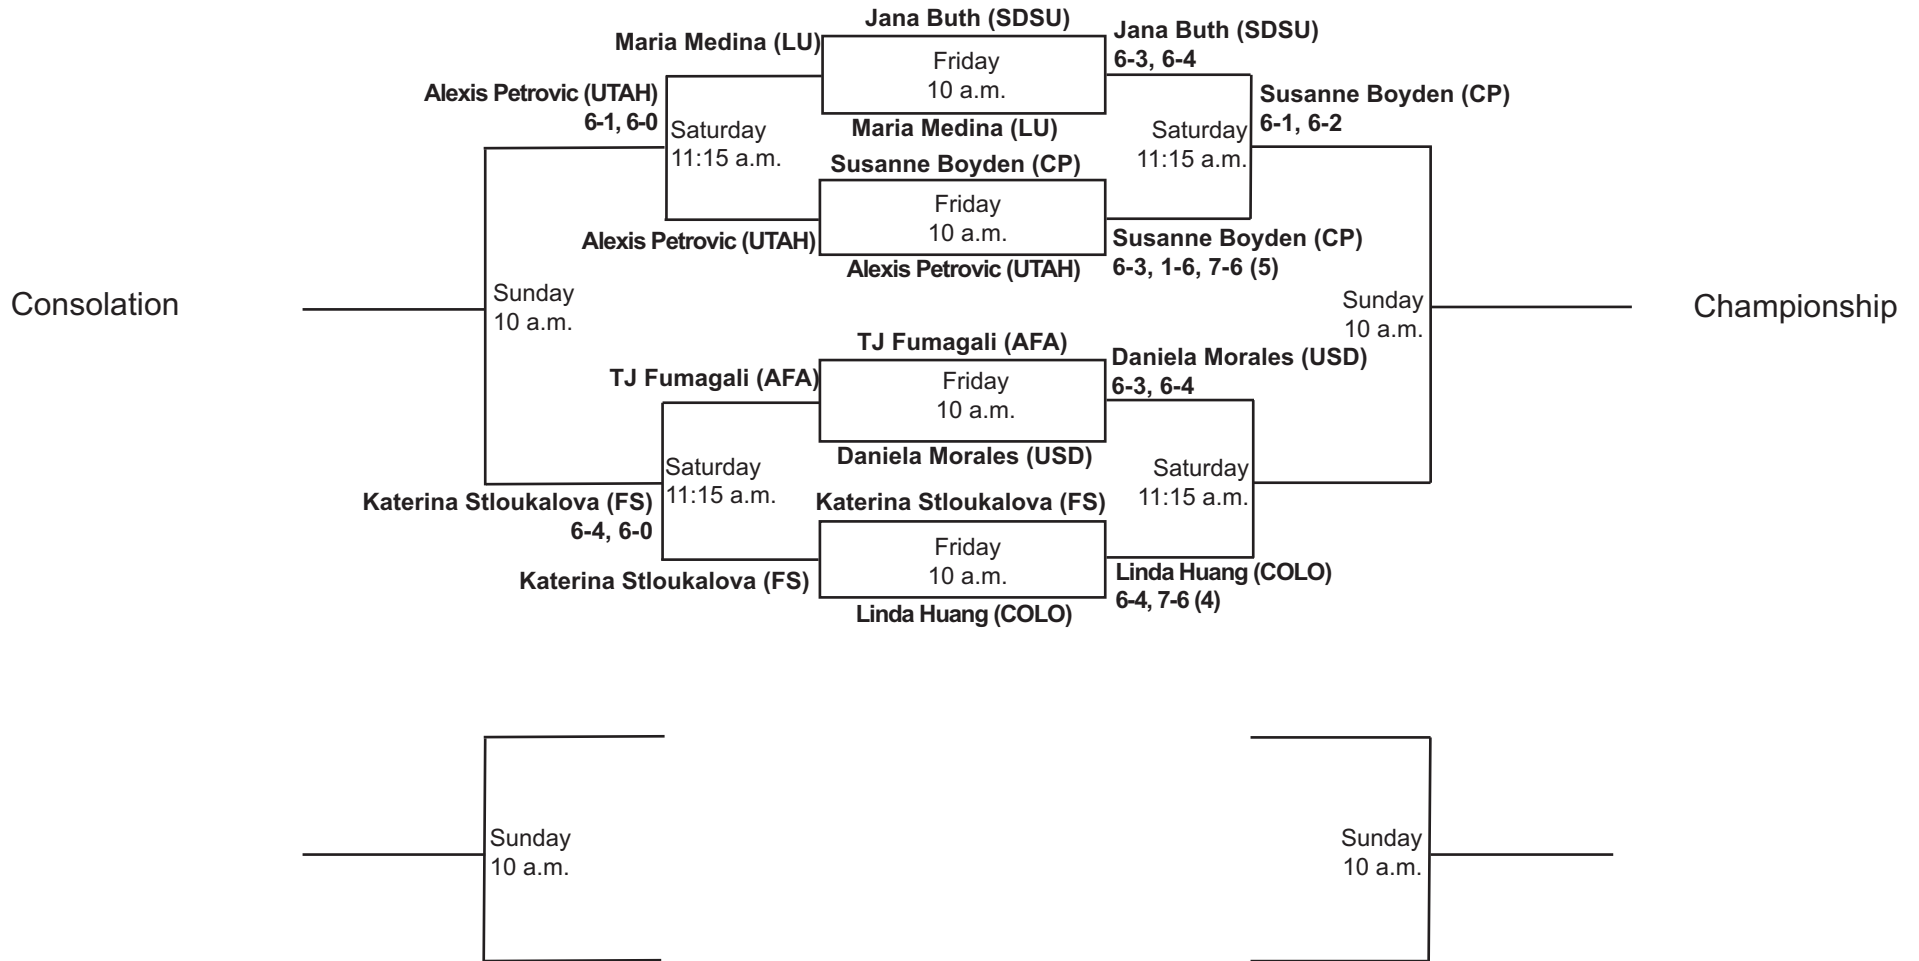 Jana Buth (SDSU)
Maria Medina (LU)
Friday
10 a.m.
Jana Buth (SDSU)
6-3, 6-4
Alexis Petrovic (UTAH)
6-1, 6-0
Saturday
11:15 a.m.
Maria Medina (LU)
Saturday
11:15 a.m.
Susanne Boyden (CP)
6-1, 6-2
Susanne Boyden (CP)
Friday
10 a.m.
Alexis Petrovic (UTAH)
Alexis Petrovic (UTAH)
Susanne Boyden (CP)
6-3, 1-6, 7-6 (5)
Consolation
Sunday
10 a.m.
Sunday
10 a.m.
Championship
TJ Fumagali (AFA)
TJ Fumagali (AFA)
Friday
10 a.m.
Daniela Morales (USD)
6-3, 6-4
Daniela Morales (USD)
Saturday
11:15 a.m.
Saturday
11:15 a.m.
Katerina Stloukalova (FS)
6-4, 6-0
Katerina Stloukalova (FS)
Friday
10 a.m.
Katerina Stloukalova (FS)
Linda Huang (COLO)
Linda Huang (COLO)
6-4, 7-6 (4)
Sunday
10 a.m.
Sunday
10 a.m.